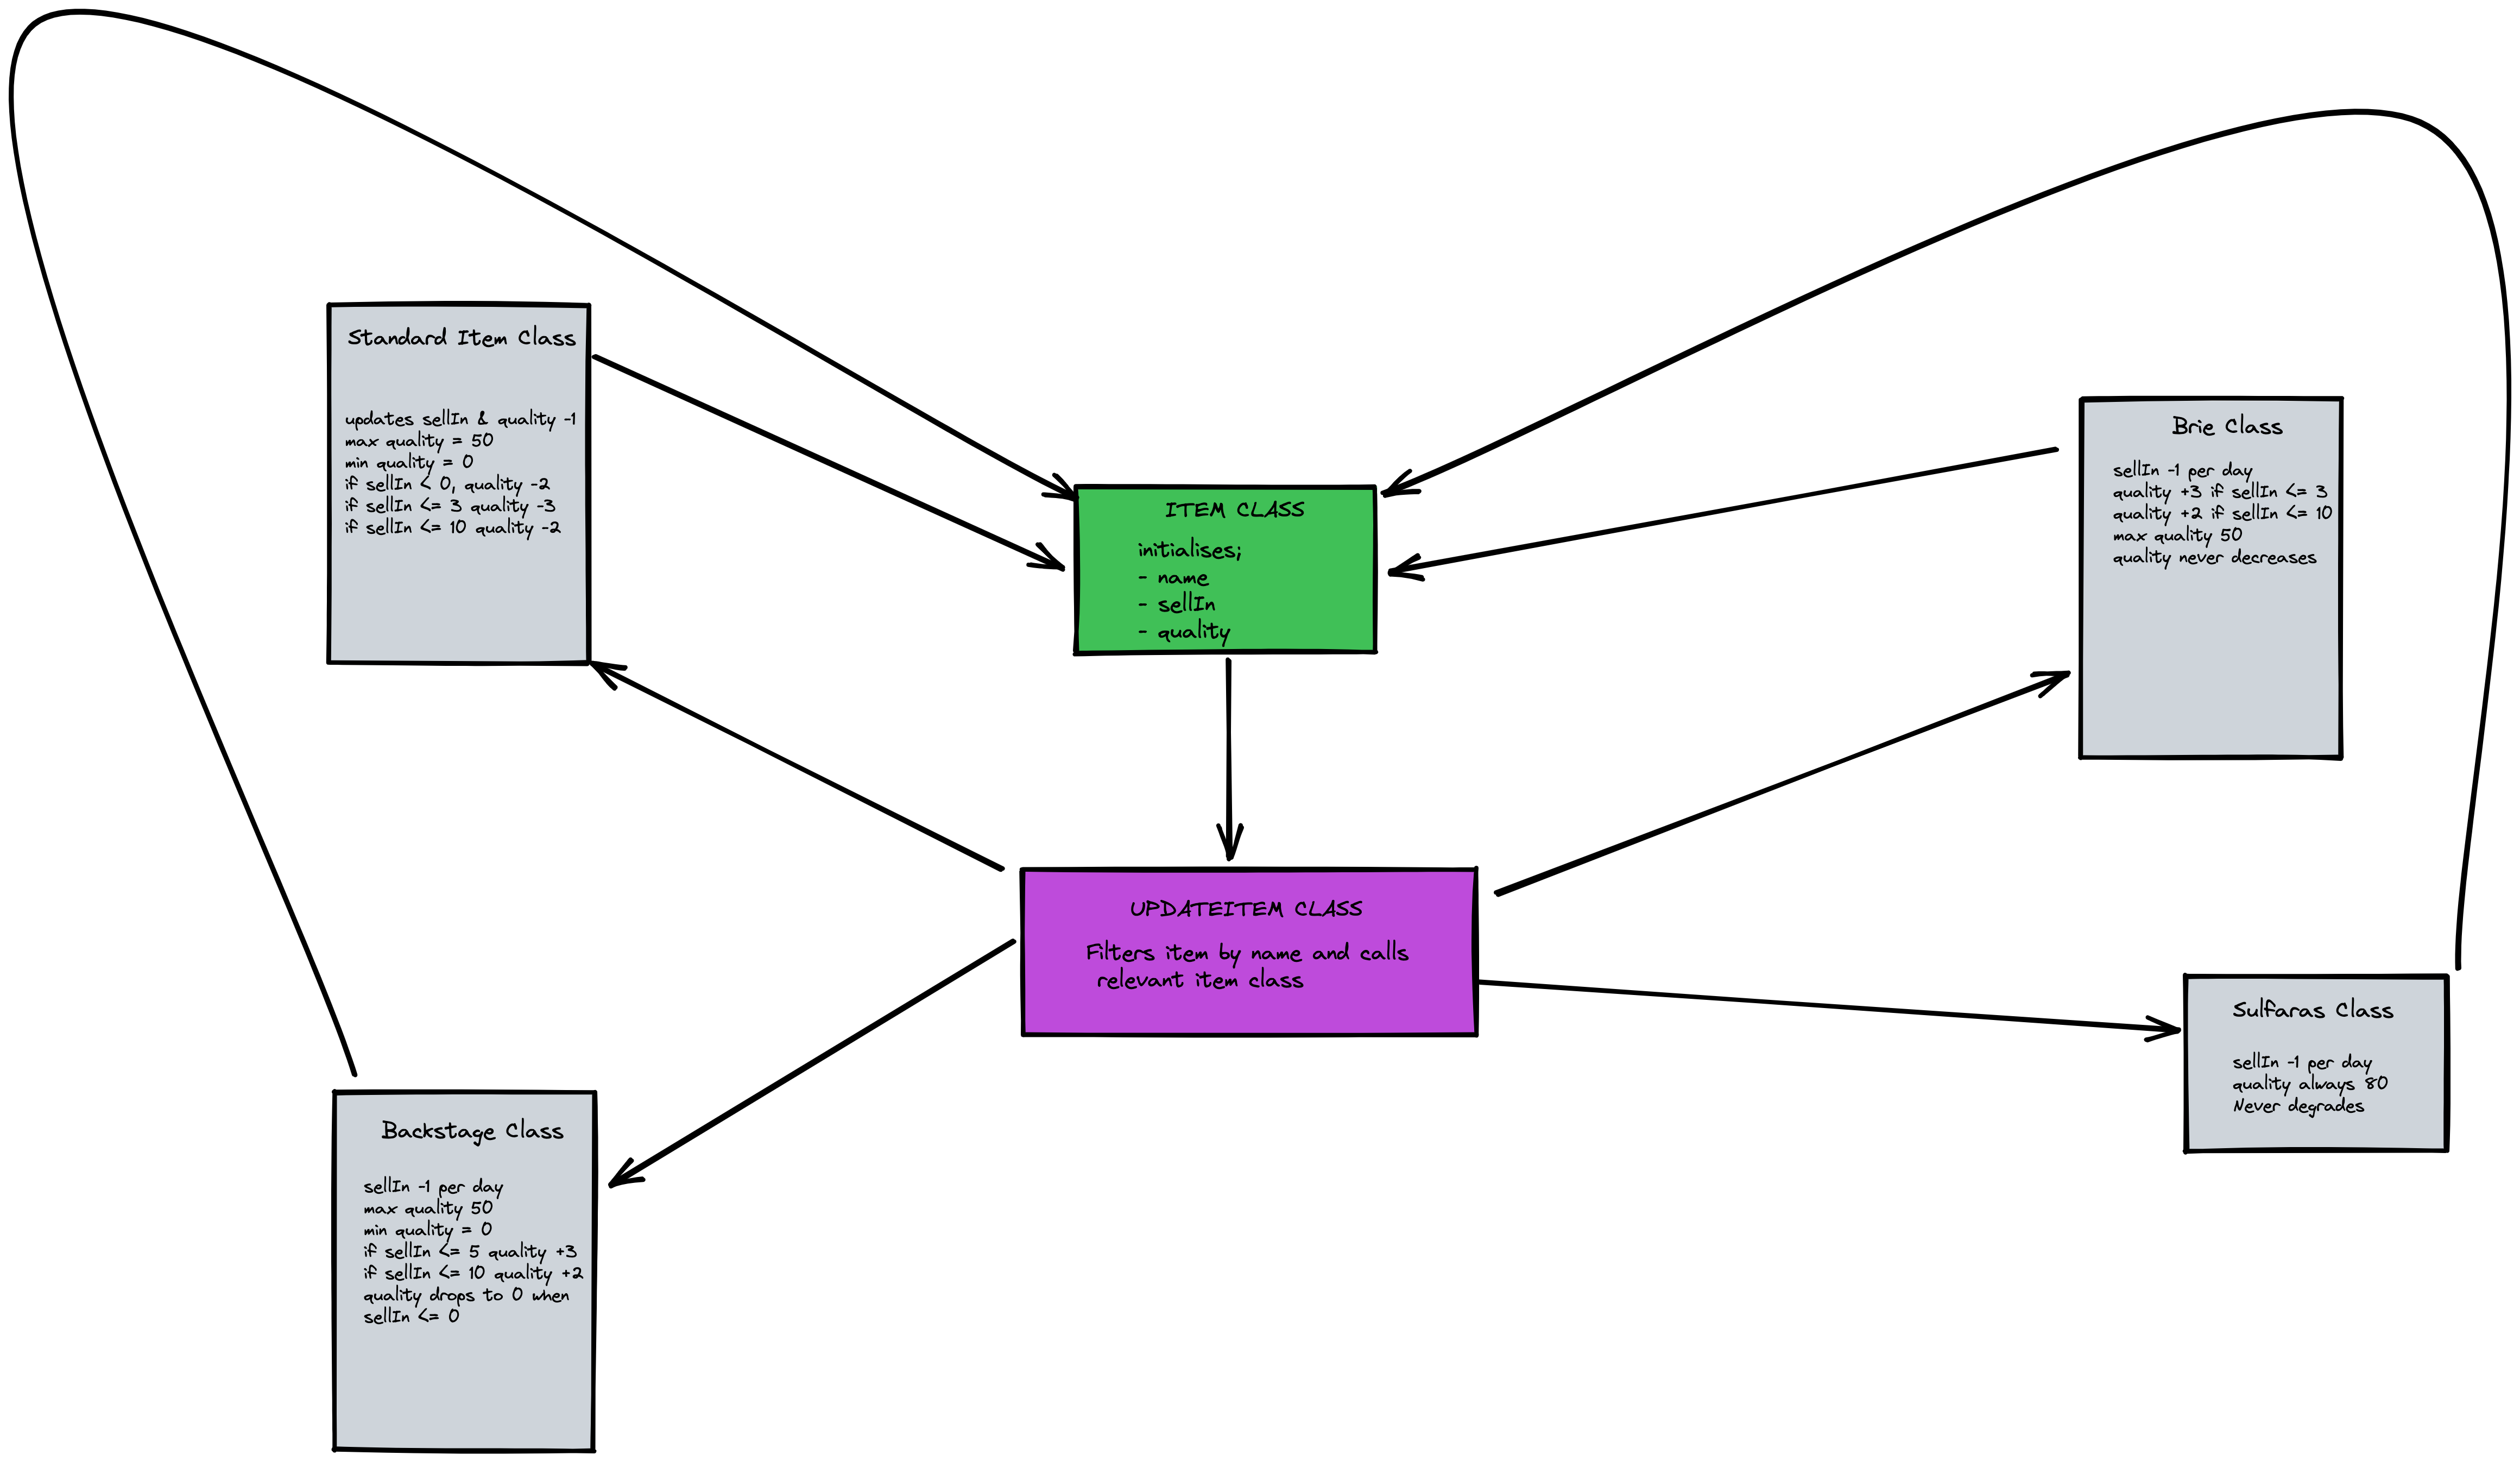 Standard Item Class
updates sellIn & quality -1
max quality = 50
min quality = 0
if sellIn < 0, quality -2
if sellIn <= 3 quality -3
if sellIn <= 10 quality -2
ITEM CLASS
initialises;
- name
- sellIn
- quality
Brie Class
sellIn -1 per day
quality +3 if sellIn <= 3
quality +2 if sellIn <= 10
max quality 50
quality never decreases
UPDATEITEM CLASS
Filters item by name and calls
relevant item class
Sulfaras Class
sellIn -1 per day
quality always 80
Never degrades
Backstage Class
sellIn -1 per day
max quality 50
min quality = 0
if sellIn <= 5 quality +3
if sellIn <= 10 quality +2
quality drops to 0 when
sellIn <= 0